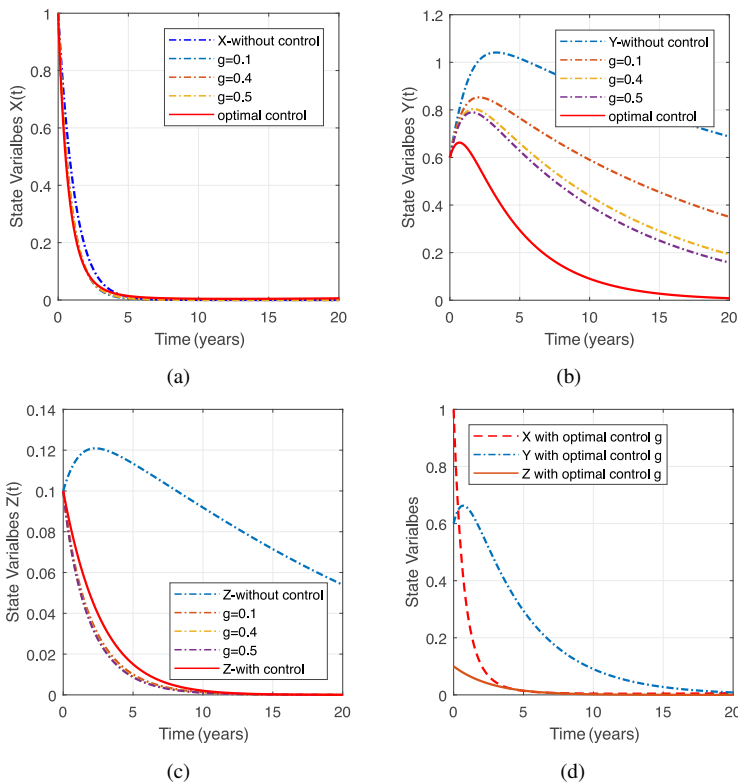 1
0.8
0.6
0.4
0.2
0
0
5
10
15
20
State Varialbes X(t)
Time (years)
X-without control
g=0.1
g=0.4
g=0.5
optimal control
(a)
1.2
1
0.8
0.6
0.4
0.2
0
0
5
10
15
20
State Varialbes Y(t)
Time (years)
Y-without control
g=0.1
g=0.4
g=0.5
optimal control
(b)
0.14
0.12
0.1
0.08
0.06
0.04
0.02
0
0
5
10
15
20
State Varialbes Z(t)
Time (years)
Z-without control
g=0.1
g=0.4
g=0.5
Z-with control
(c)
1
0.8
0.6
0.4
0.2
0
0
5
10
15
20
State Varialbes
Time (years)
X with optimal control g
Y with optimal control g
Z with optimal control g
(d)